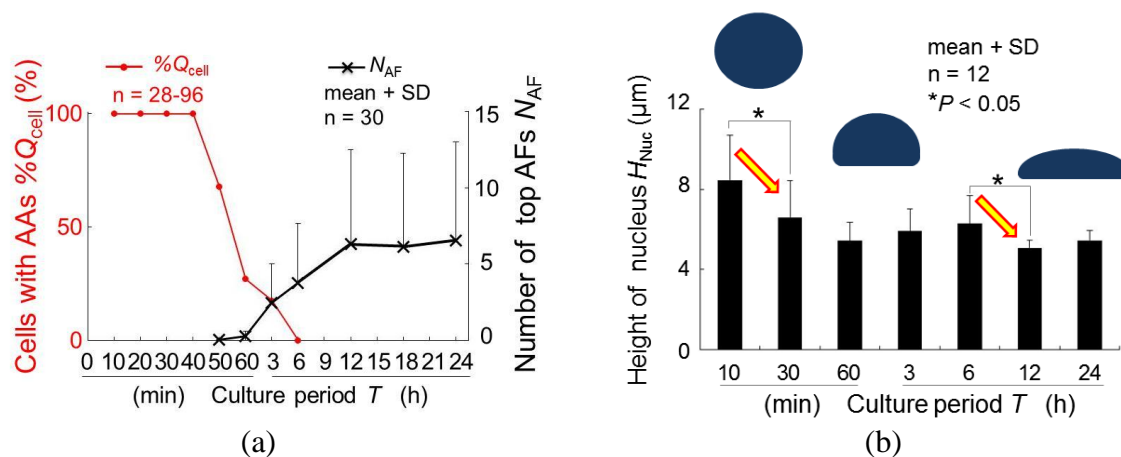 %Qcell
n = 28-96
NAF
mean + SD
n = 30
Cells with AAs %Qcell (%)
100
50
0
Number of top AFs NAF
15
10
5
0
0 10 20 30 40 50 60 3 6 9 12 15 18 21 24
(min) Culture period T (h)
(a)
mean + SD
n = 12
*P < 0.05
Height of nucleus HNuc (µm)
12
8
4
0
*
*
10 30 60 3 6 12 24
(min) Culture period T (h)
(b)